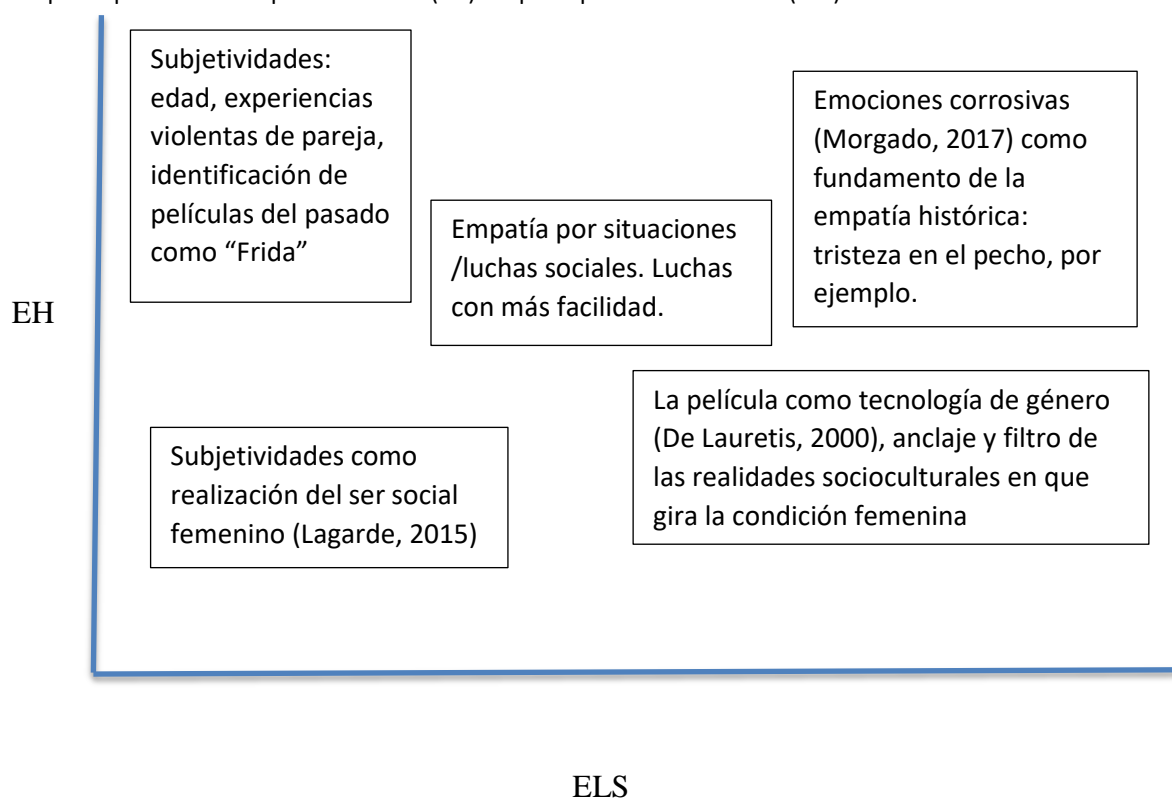 Subjetividades:
edad, experiencias
violentas de pareja,
identificación de
películas del pasado
como “Frida”
Emociones corrosivas
(Morgado, 2017) como
fundamento de la
empatía histórica:
tristeza en el pecho, por
ejemplo.
Empatía por situaciones
/luchas sociales. Luchas
con más facilidad.
EH
La película como tecnología de género
(De Lauretis, 2000), anclaje y filtro de
las realidades socioculturales en que
gira la condición femenina
Subjetividades como
realización del ser social
femenino (Lagarde, 2015)
ELS